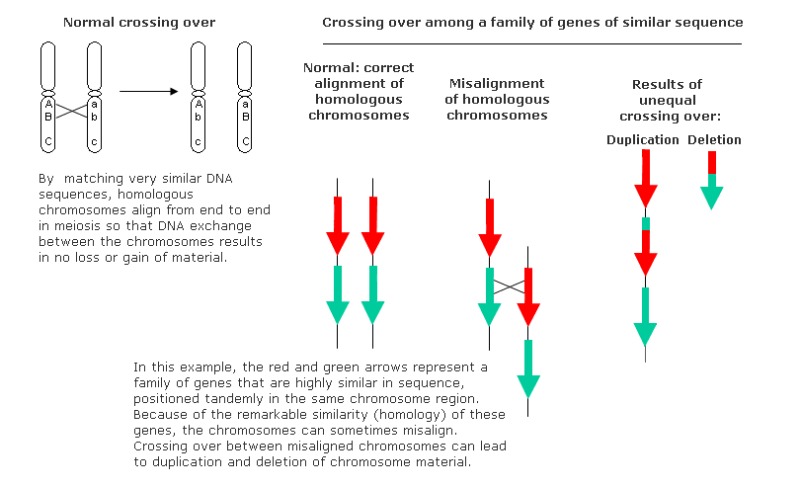 Normal crossing over
A
B
C
a
b
c
A
b
c
a
B
C
By matching very similar DNA
sequences, homologous
chromosomes align from end to end
in meiosis so that DNA exchange
between the chromosomes results
in no loss or gain of material.
Crossing over among a family of genes of similar sequence
Normal: correct
alignment of
homologous
chromosomes
Misalignment
of homologous
chromosomes
Results of
unequal
crossing over:
Duplication Deletion
In this example, the red and green arrows represent a
family of genes that are highly similar in sequence,
positioned tandemly in the same chromosome region.
Because of the remarkable similarity (homology) of these
genes, the chromosomes can sometimes misalign.
Crossing over between misaligned chromosomes can lead
to duplication and deletion of chromosome material.